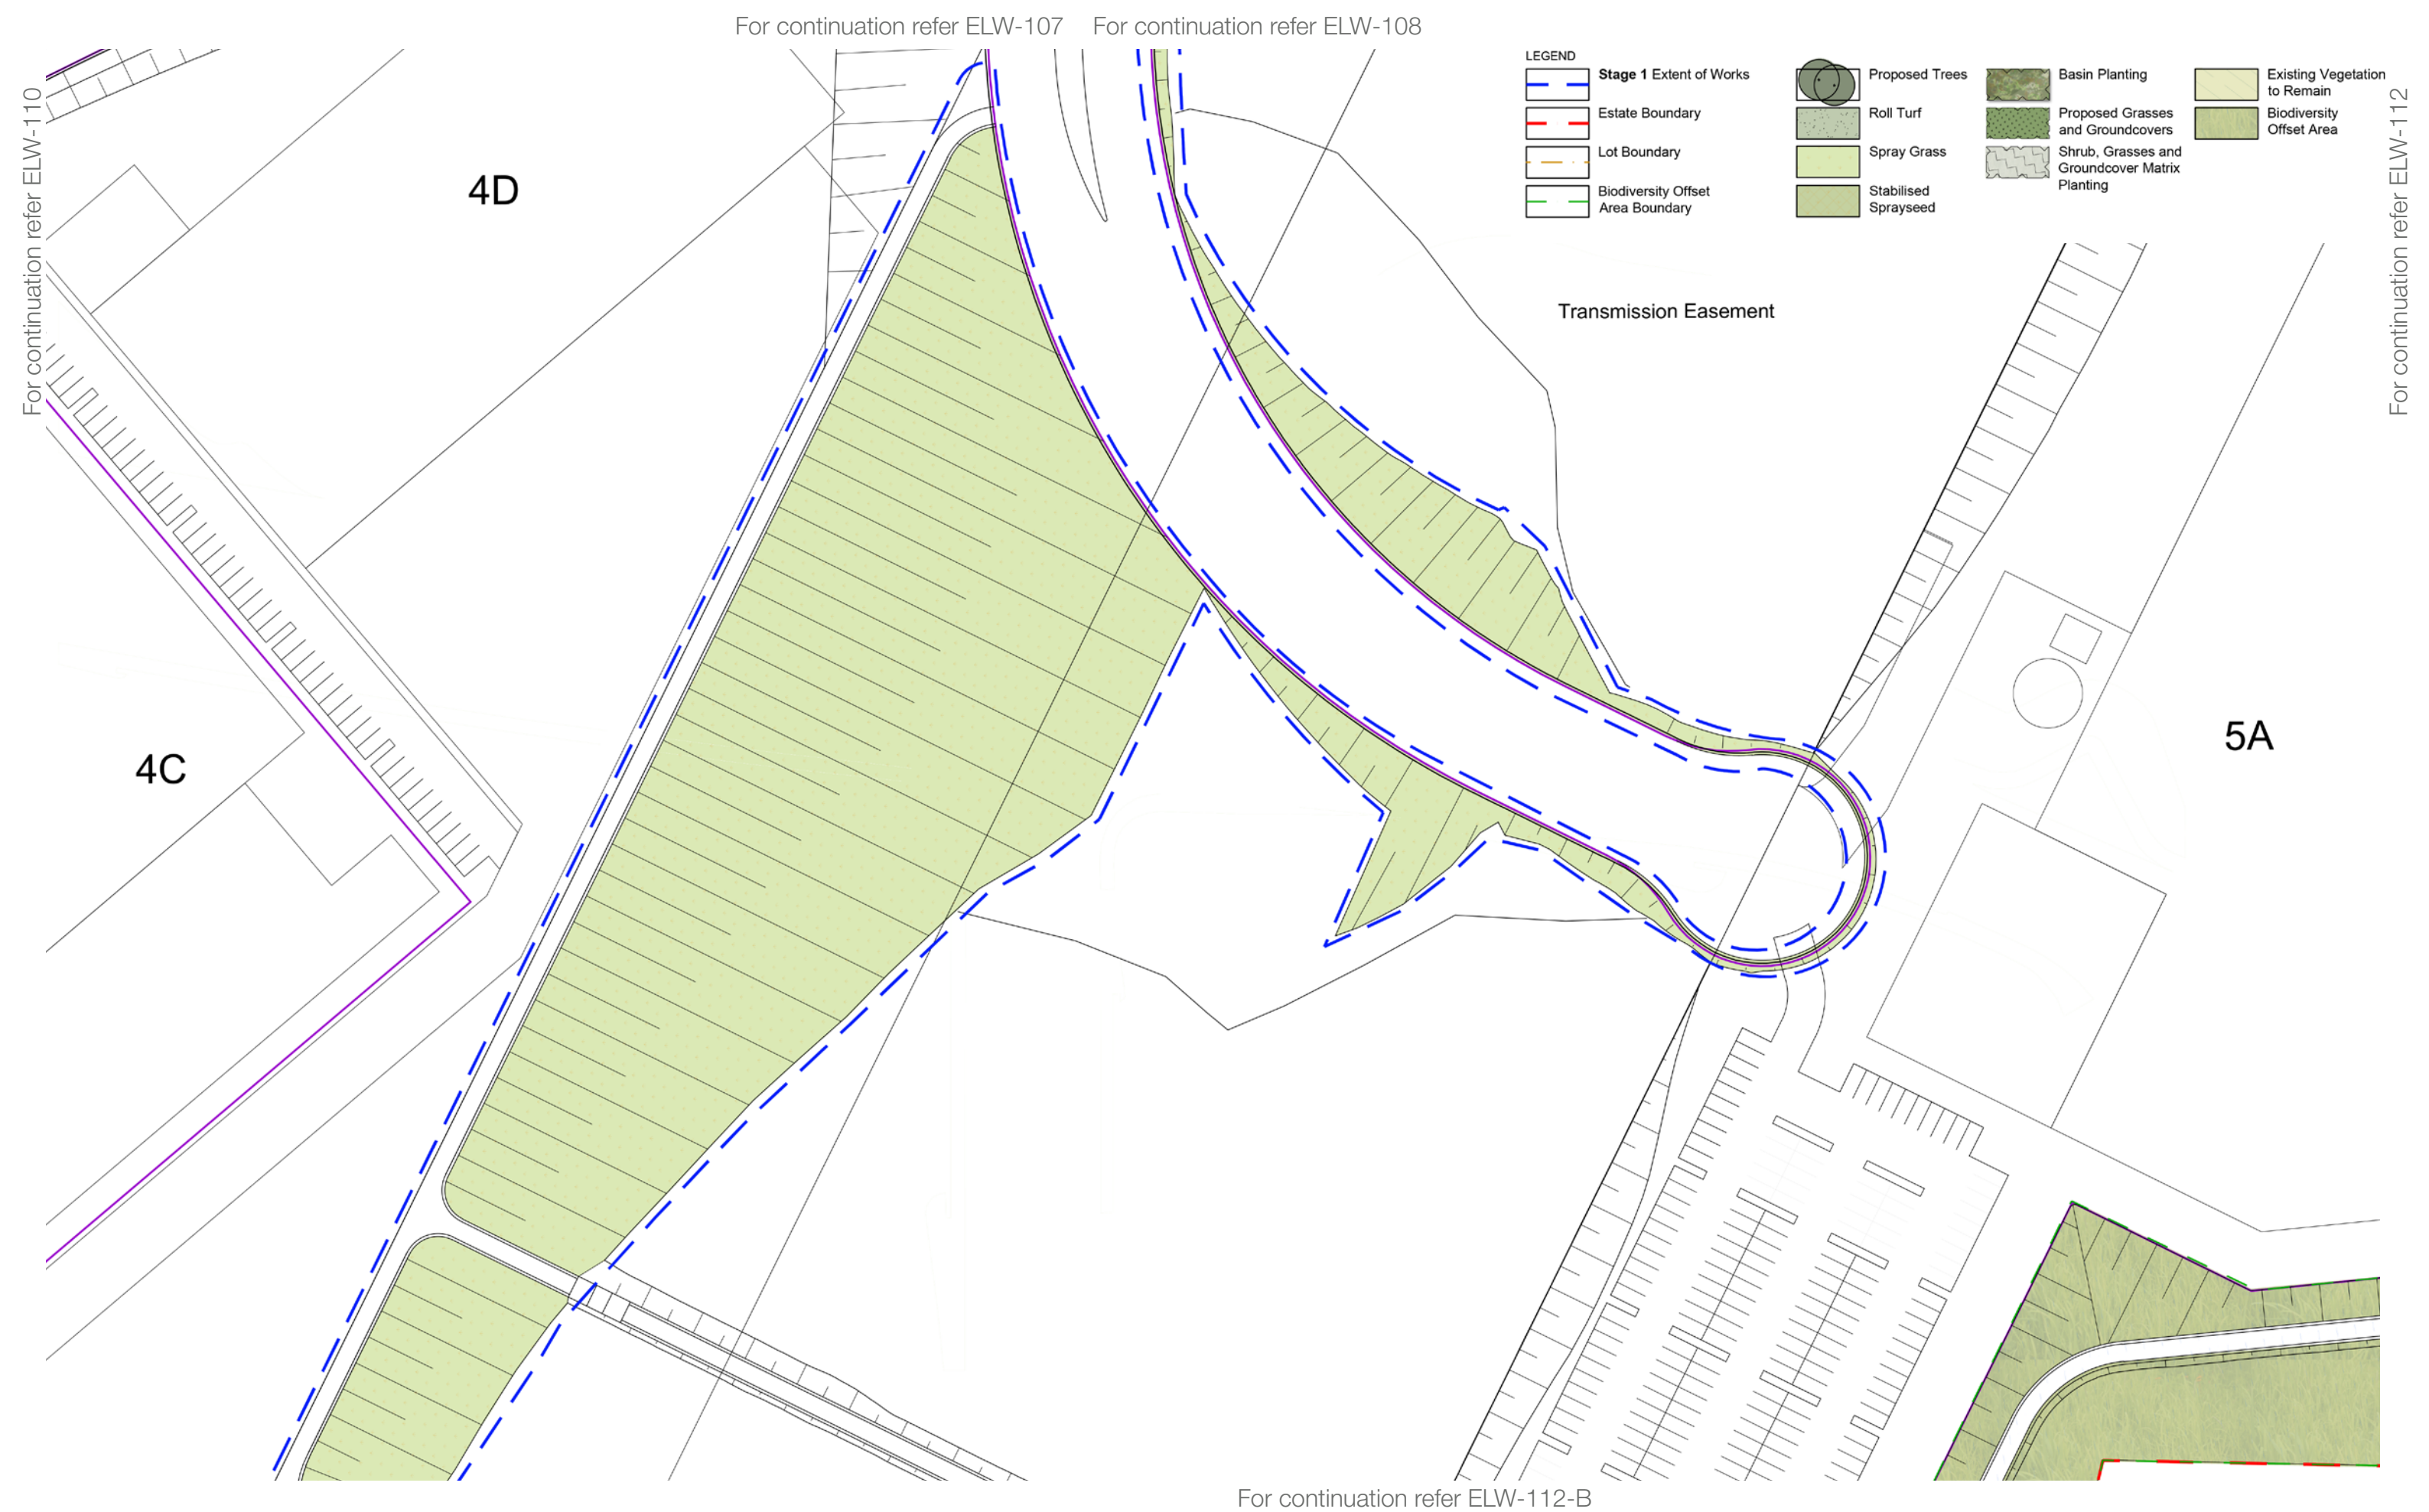 For continuation refer ELW-107
For continuation refer ELW-108
For continuation refer ELW-110
For continuation refer ELW-112
LEGEND
Stage 1 Extent of Works
Estate Boundary
Lot Boundary
Biodiversity Offset
Area Boundary
Proposed Trees
Roll Turf
Spray Grass
Stabilised
Sprayseed
Basin Planting
Proposed Grasses
and Groundcovers
Shrub, Grasses and
Groundcover Matrix
Planting
Existing Vegetation
to Remain
Biodiversity
Offset Area
4D
Transmission Easement
5A
4C
For continuation refer ELW-112-B